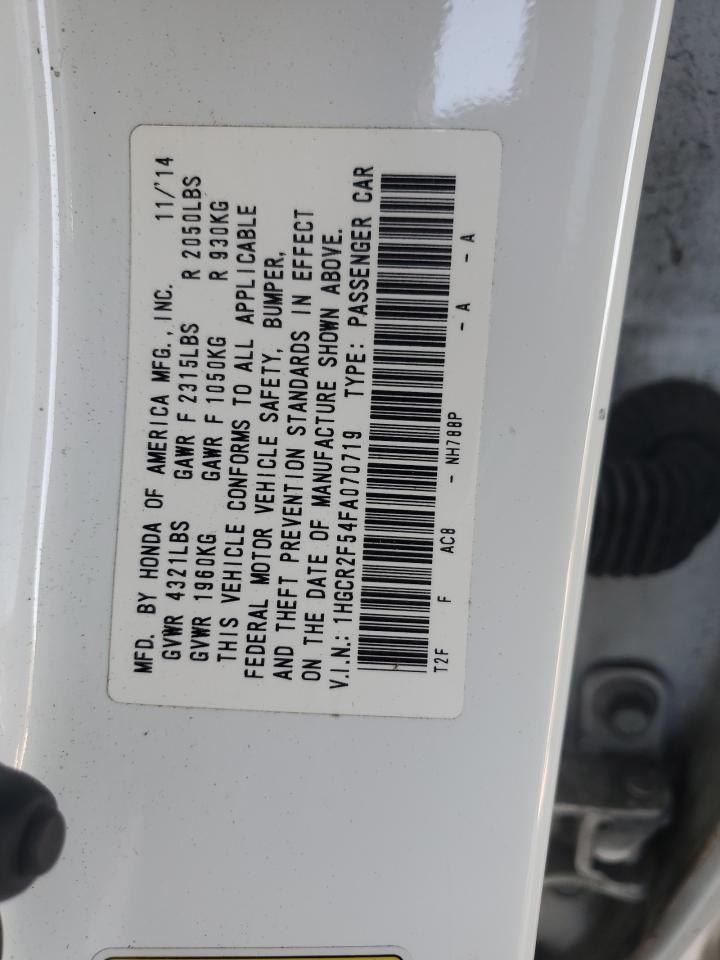 MFD. BY HONDA OF AMERICA MFG., INC. 11/'14
GVWR 4321LBS GAWR F 2315LBS R 2050LBS
GVWR 1960KG GAWR F 1050KG R 930KG
THIS VEHICLE CONFORMS TO ALL APPLICABLE
FEDERAL MOTOR VEHICLE SAFETY, BUMPER,
AND THEFT PREVENTION STANDARDS IN EFFECT
ON THE DATE OF MANUFACTURE SHOWN ABOVE.
V.I.N.: 1HGCR2F54FA070719 TYPE: PASSENGER CAR
T2F F AC8 - NH788P - A - A